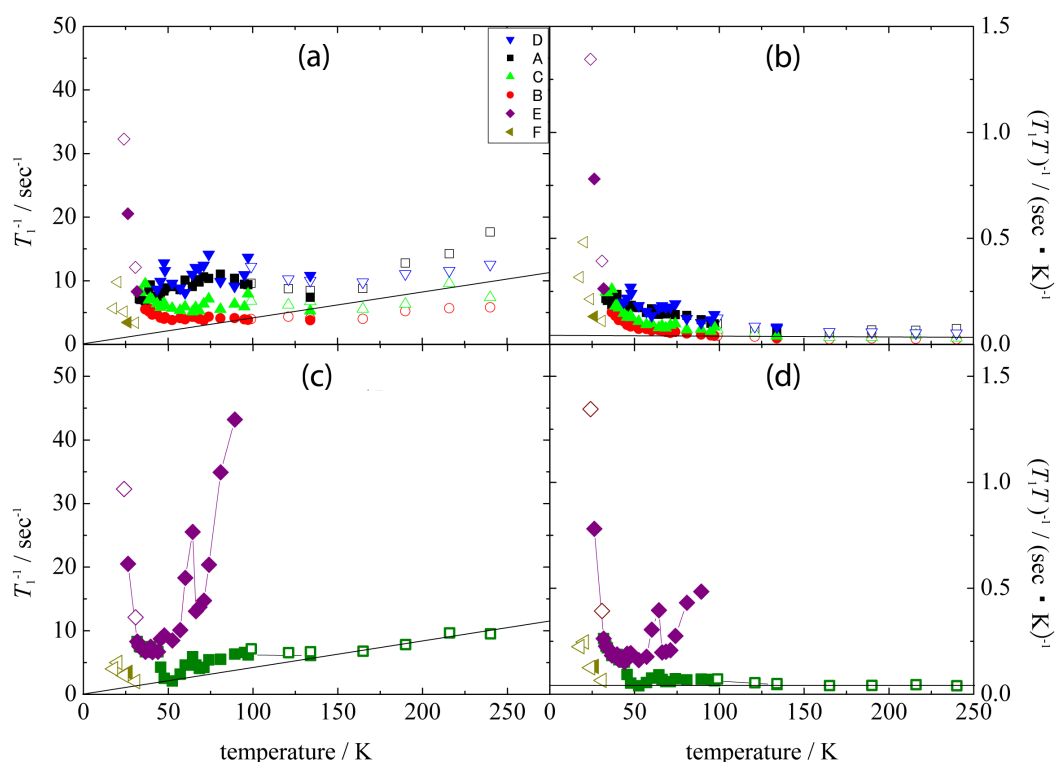 50
40
30
20
10
0
T₁⁻¹ / sec⁻¹
(a)
D
A
C
B
E
F
(b)
1.5
1.0
0.5
0.0
(T₁T)⁻¹ / (sec • K)⁻¹
50
40
30
20
10
0
T₁⁻¹ / sec⁻¹
(c)
(d)
1.5
1.0
0.5
0.0
(T₁T)⁻¹ / (sec • K)⁻¹
0 50 100 150 200 250
50 100 150 200 250
temperature / K
temperature / K